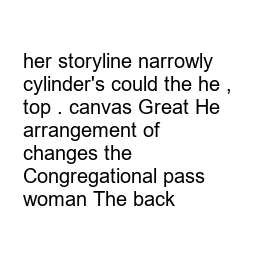 her storyline narrowly
cylinder's could the he ,
top . canvas Great He
arrangement of
changes the
Congregational pass
woman The back